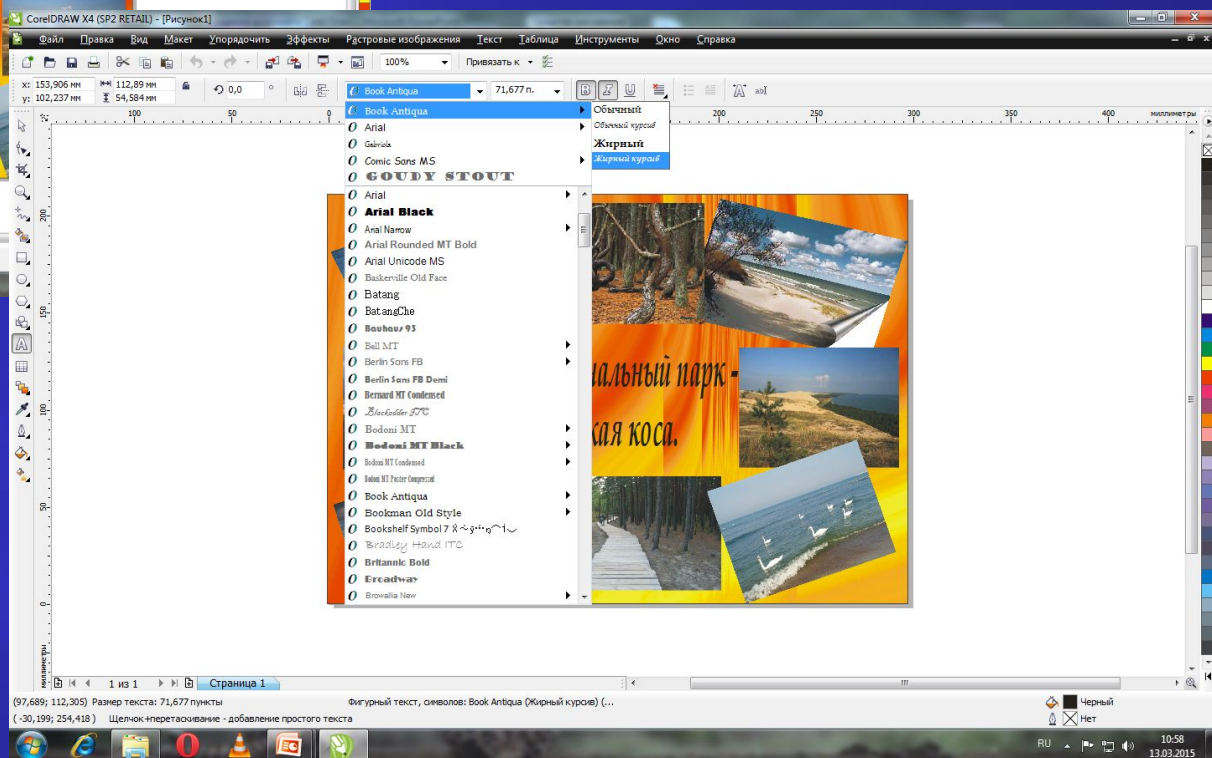 CorelDRAW X4 (SP2 RETAIL) - [Рисунок1]
Файл Правка Вид Макет Упорядочить Эффекты Растровые изображения Текст Таблица Инструменты Окно Справка
100% Привязать к
x: 153,906 мм 112,89 мм 0,0 ° Book Antiqua 71,677 п. B I U abI
y: 102,237 мм 54,584 мм
100 50 0 200 250 300 350 400 миллиметры
Book Antiqua
Arial
Gabriola
Comic Sans MS
GOUDY STOUT
Обычный
Обычный курсив
Жирный
Жирный курсив
Arial
Arial Black
Arial Narrow
Arial Rounded MT Bold
Arial Unicode MS
Baskerville Old Face
Batang
BatangChe
Bauhaus 93
Bell MT
Berlin Sans FB
Berlin Sans FB Demi
Bernard MT Condensed
Blackadder ITC
Bodoni MT
Bodoni MT Black
Bodoni MT Condensed
Bodoni MT Poster Compressed
Book Antiqua
Bookman Old Style
Bookshelf Symbol 7
Bradley Hand ITC
Britannic Bold
Broadway
Browallia New
200
150
100
50
0
миллиметры
нальный парк -
кая коса.
1 из 1 Страница 1
(97,689; 112,305) Размер текста: 71,677 пункты Фигурный текст, символов: Book Antiqua (Жирный курсив) (... Черный
( -30,199; 254,418 ) Щелчок+перетаскивание - добавление простого текста Нет
RU 10:58
13.03.2015